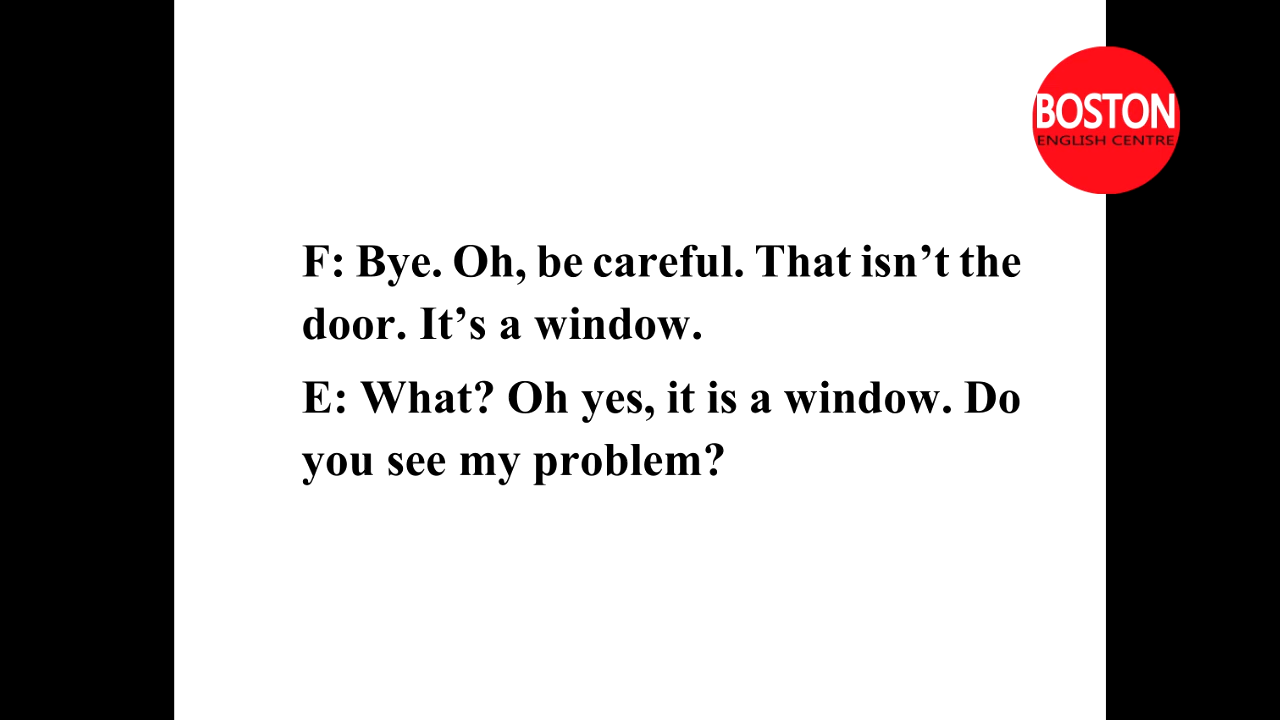 BOSTON
ENGLISH CENTRE
F: Bye. Oh, be careful. That isn’t the
door. It’s a window.
E: What? Oh yes, it is a window. Do
you see my problem?